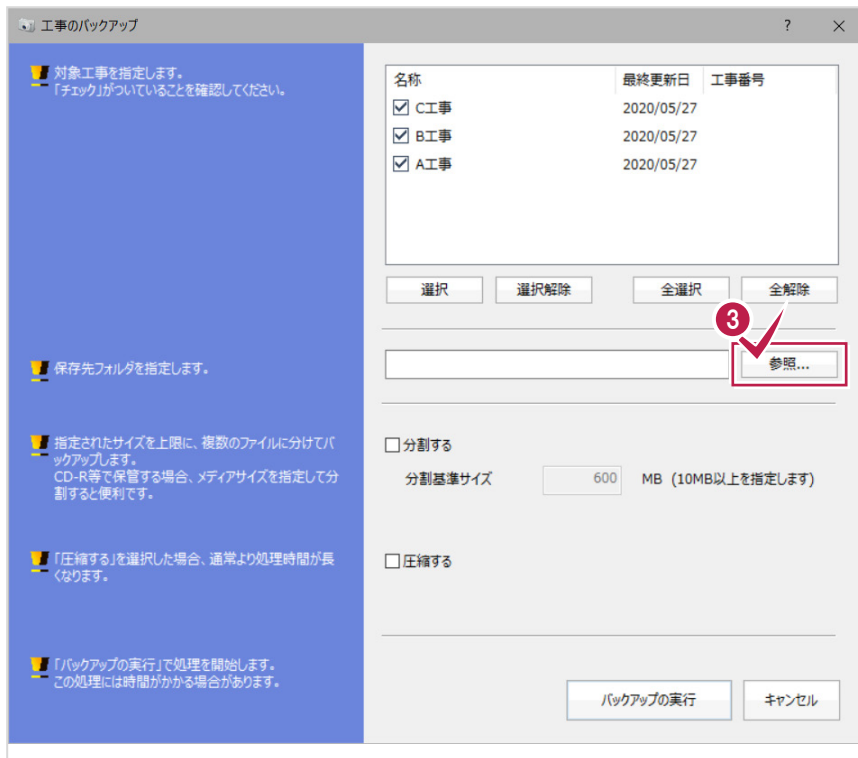 工事のバックアップ
?
対象工事を指定します。
「チェック」がついていることを確認してください。
名称 最終更新日 工事番号
C工事 2020/05/27
B工事 2020/05/27
A工事 2020/05/27
選択 選択解除 全選択 全解除
3
保存先フォルダを指定します。
参照...
指定されたサイズを上限に、複数のファイルに分けてバ
ックアップします。
CD-R等で保管する場合、メディアサイズを指定して分
割すると便利です。
分割する
分割基準サイズ 600 MB (10MB以上を指定します)
「圧縮する」を選択した場合、通常より処理時間が長
くなります。
圧縮する
「バックアップの実行」で処理を開始します。
この処理には時間がかかる場合があります。
バックアップの実行 キャンセル